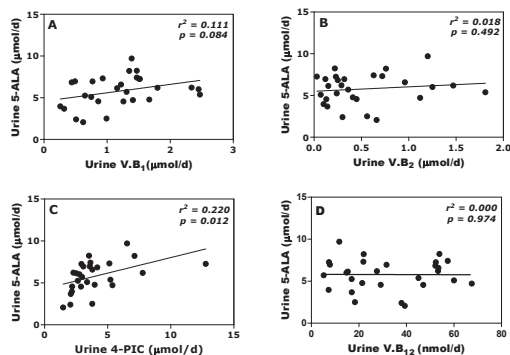 A
r² = 0.111
p = 0.084
Urine 5-ALA (μmol/d)
15
10
5
0
0
1
2
3
Urine V.B₁(μmol/d)
B
r² = 0.018
p = 0.492
Urine 5-ALA (μmol/d)
15
10
5
0
0.0
0.5
1.0
1.5
2.0
Urine V.B₂ (μmol/d)
C
r² = 0.220
p = 0.012
Urine 5-ALA (μmol/d)
15
10
5
0
0
5
10
15
Urine 4-PIC (μmol/d)
D
r² = 0.000
p = 0.974
Urine 5-ALA (μmol/d)
15
10
5
0
0
20
40
60
80
Urine V.B₁₂ (nmol/d)